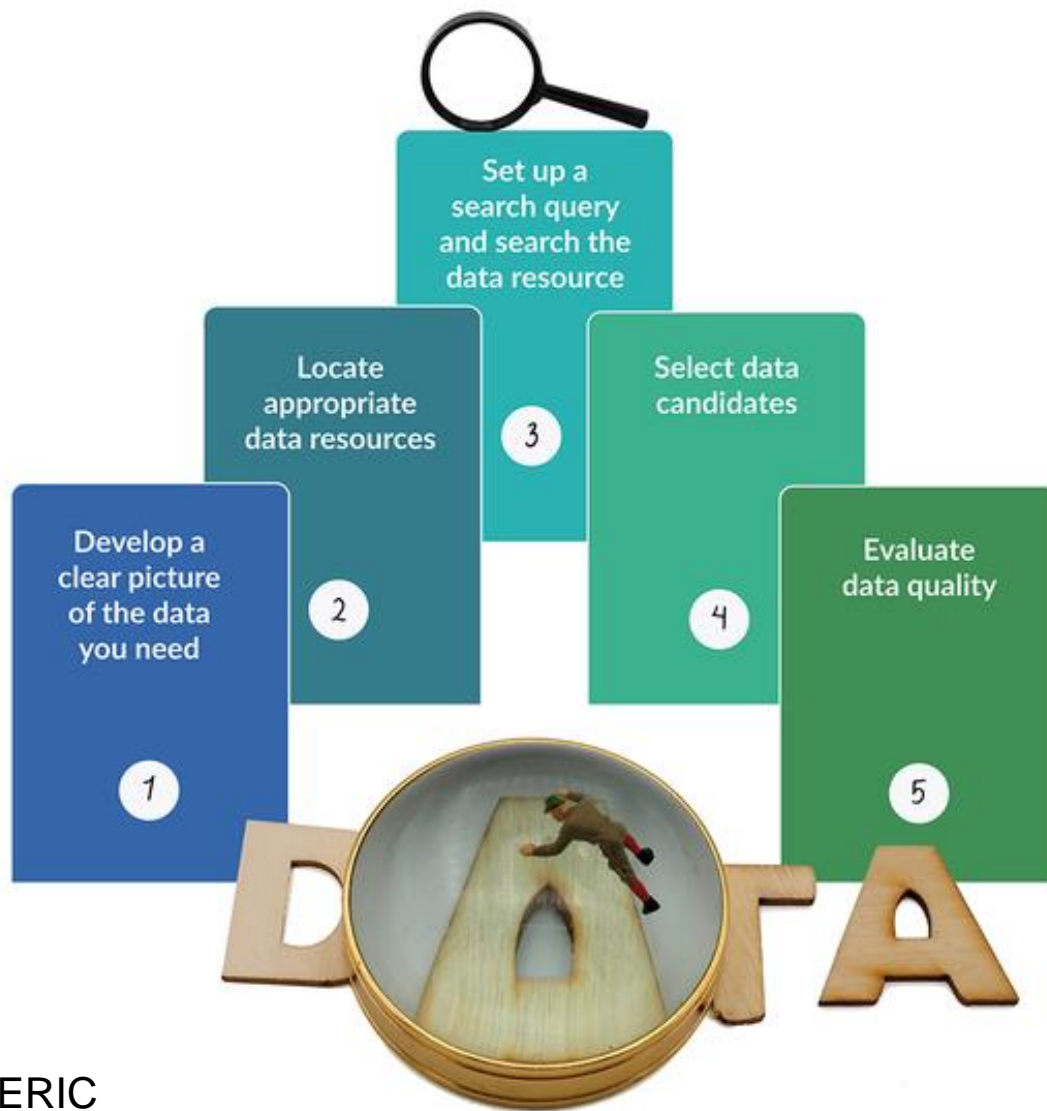 Develop a
clear picture
of the data
you need
1
Locate
appropriate
data resources
2
Set up a
search query
and search the
data resource
3
Select data
candidates
4
Evaluate
data quality
5
DATA
ERIC